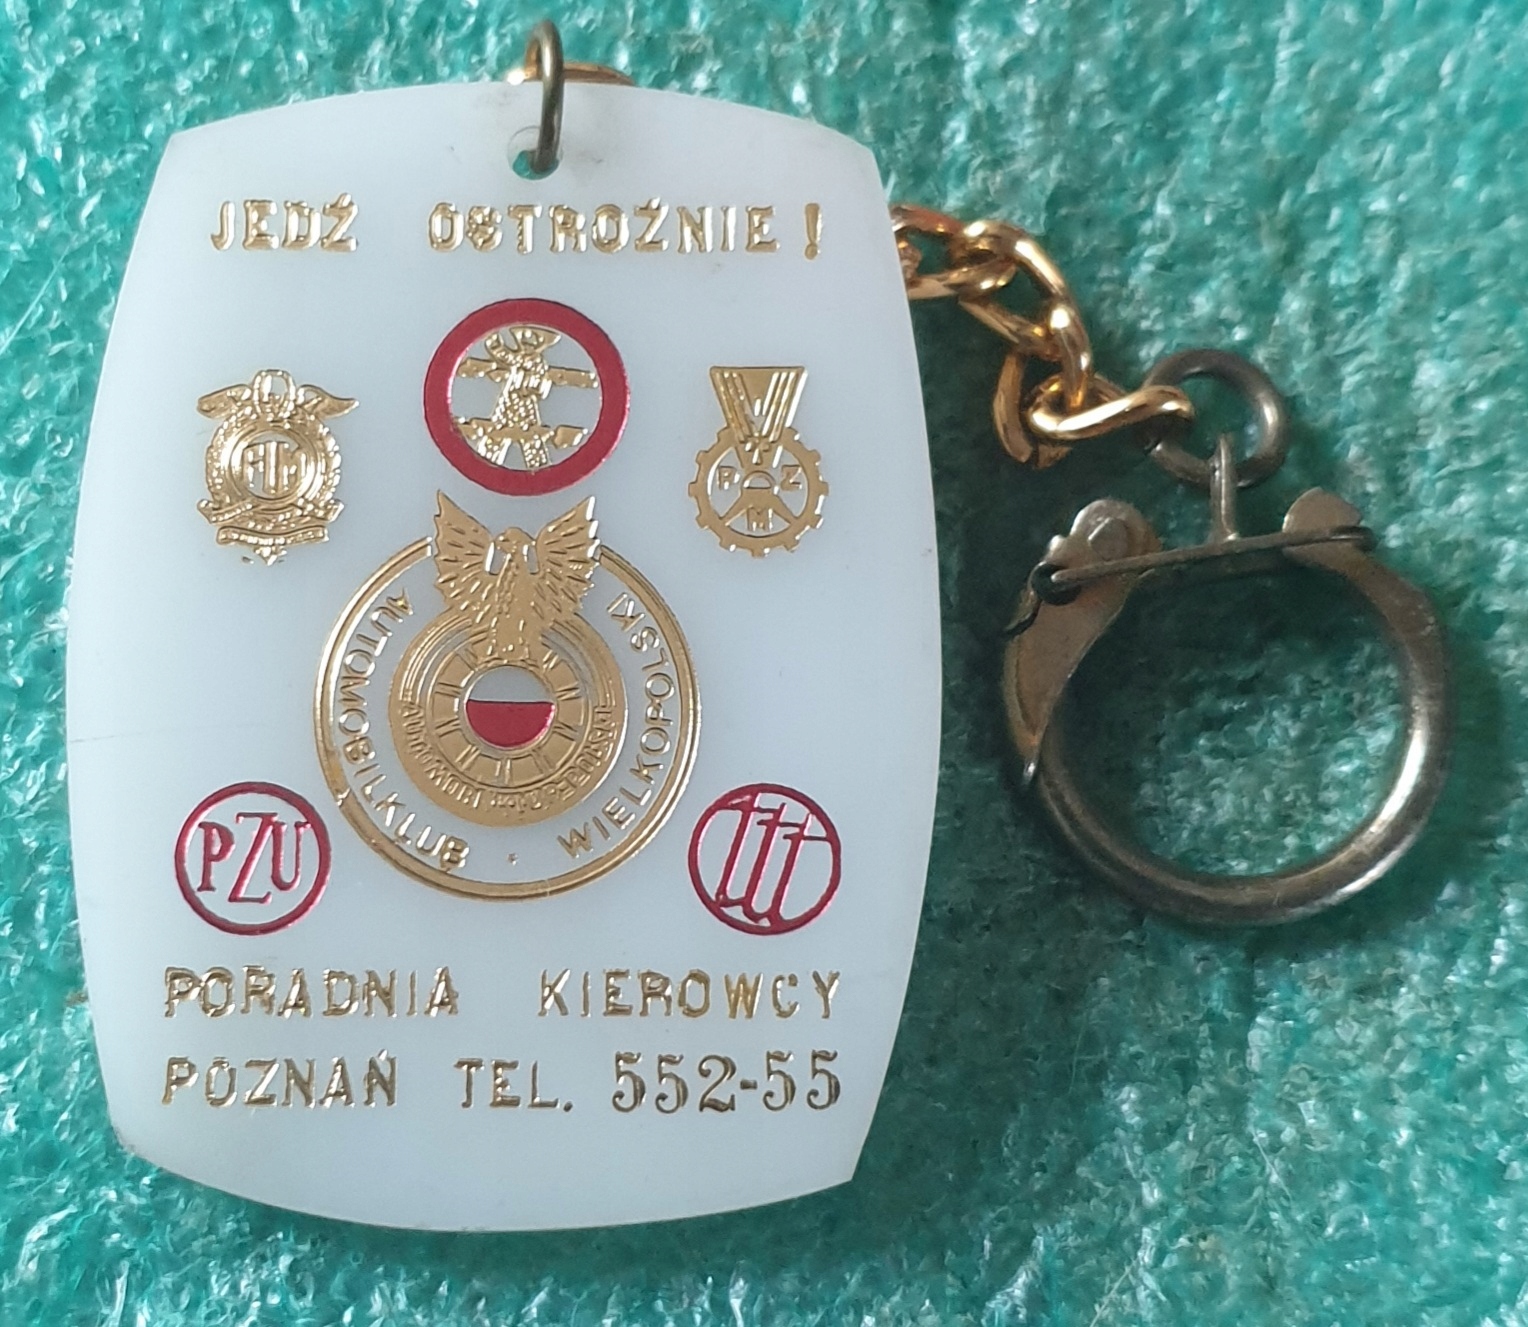 JEDŹ OSTROŻNIE!
P Z M
AUTOMOBILKLUB · WIELKOPOLSKI
PZU
PORADNIA KIEROWCY
POZNAŃ TEL. 552-55